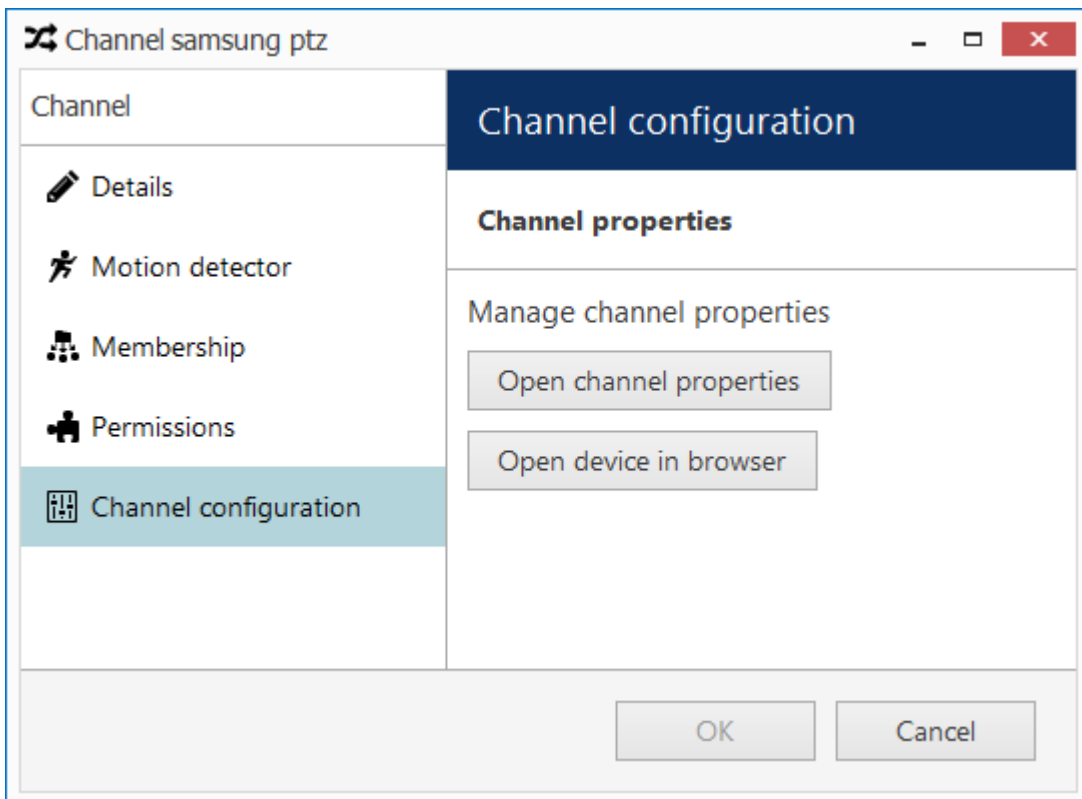 Channel samsung ptz
Channel
Details
Motion detector
Membership
Permissions
Channel configuration
Channel configuration
Channel properties
Manage channel properties
Open channel properties
Open device in browser
OK
Cancel